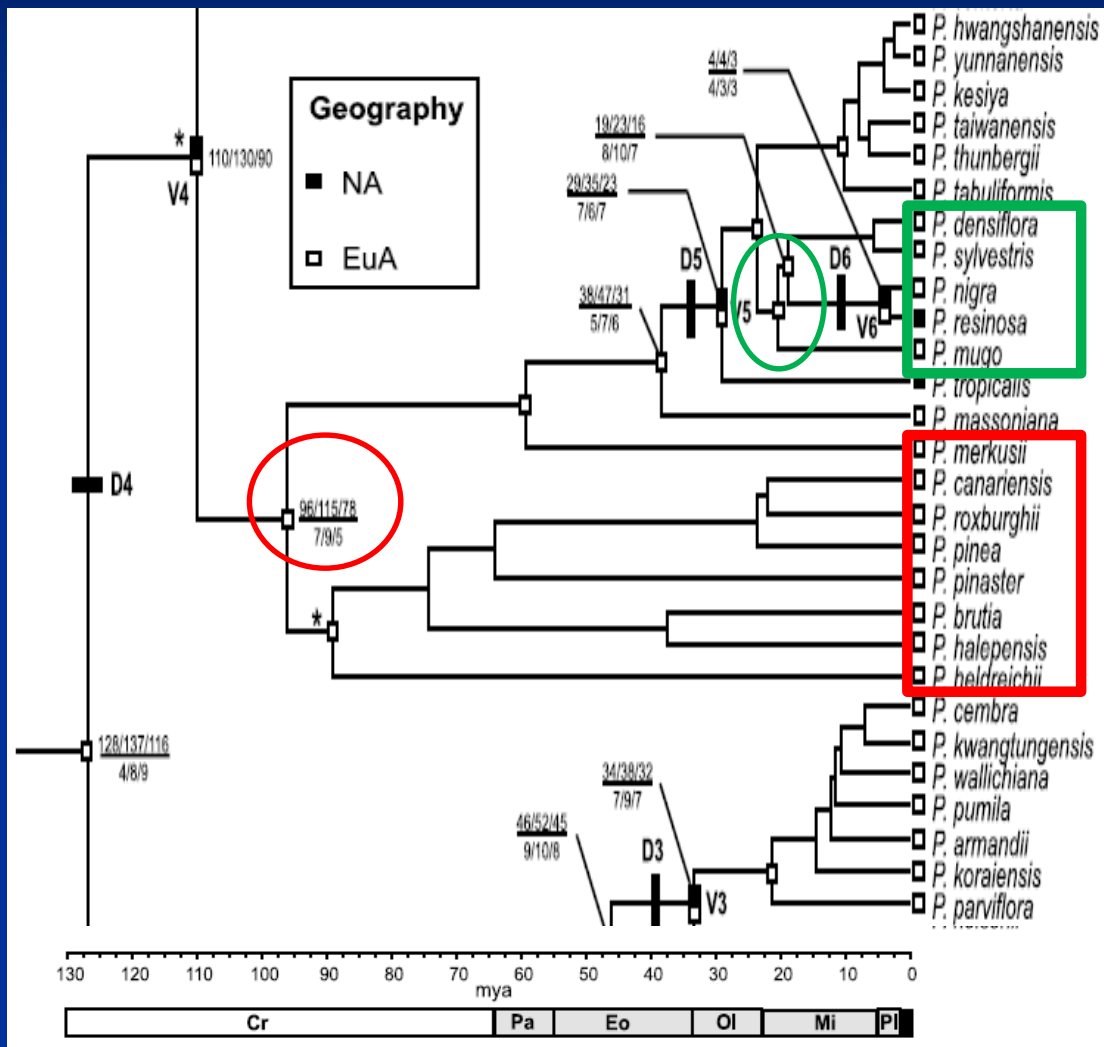 P. hwangshanensis
P. yunnanensis
P. kesiya
P. taiwanensis
P. thunbergii
P. tabuliformis
P. densiflora
P. sylvestris
P. nigra
P. resinosa
P. mugo
P. tropicalis
P. massoniana
P. merkusii
P. canariensis
P. roxburghii
P. pinea
P. pinaster
P. brutia
P. halepensis
P. heldreichii
P. cembra
P. kwangtungensis
P. wallichiana
P. pumila
P. armandii
P. koraiensis
P. parviflora
Geography
NA
EuA
*
V4
110/130/90
4/4/3
4/3/3
19/23/16
8/10/7
29/35/23
7/6/7
D5
D6
V5
V6
38/47/31
5/7/6
D4
96/115/78
7/9/5
*
128/137/116
4/8/9
34/38/32
7/9/7
46/52/45
9/10/8
D3
V3
130 120 110 100 90 80 70 60 50 40 30 20 10 0
mya
Cr Pa Eo Ol Mi Pl